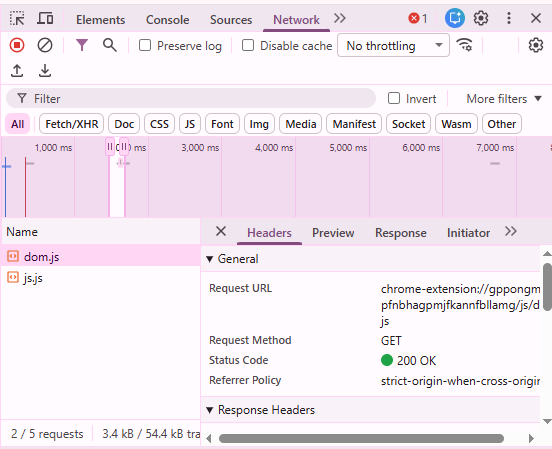 Elements Console Sources Network 1
Preserve log Disable cache No throttling
Filter Invert More filters
All Fetch/XHR Doc CSS JS Font Img Media Manifest Socket Wasm Other
1,000 ms ms 3,000 ms 4,000 ms 5,000 ms 6,000 ms 7,000 ms
Name Headers Preview Response Initiator
dom.js General
js.js
Request URL chrome-extension://gppongm
pfnbhagpmjfkannfbllamg/js/d
js
Request Method GET
Status Code 200 OK
Referrer Policy strict-origin-when-cross-origin
Response Headers
2 / 5 requests 3.4 kB / 54.4 kB tra